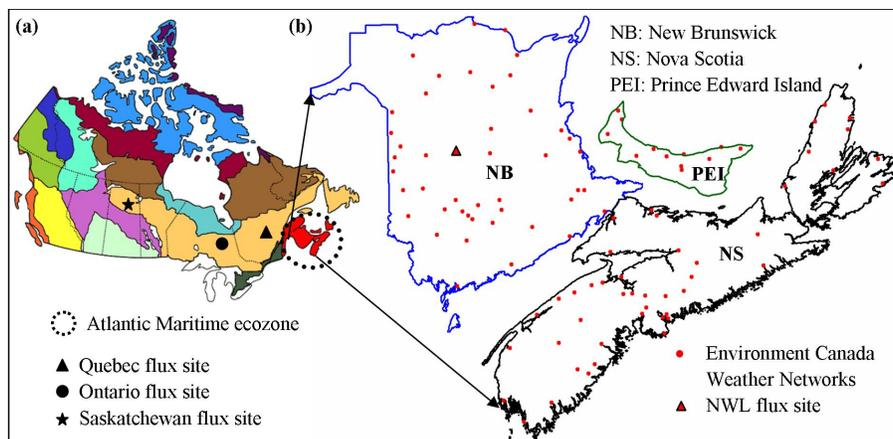 (a)
(b)
NB: New Brunswick
NS: Nova Scotia
PEI: Prince Edward Island
NB
PEI
NS
Atlantic Maritime ecozone
Quebec flux site
Ontario flux site
Saskatchewan flux site
Environment Canada
Weather Networks
NWL flux site